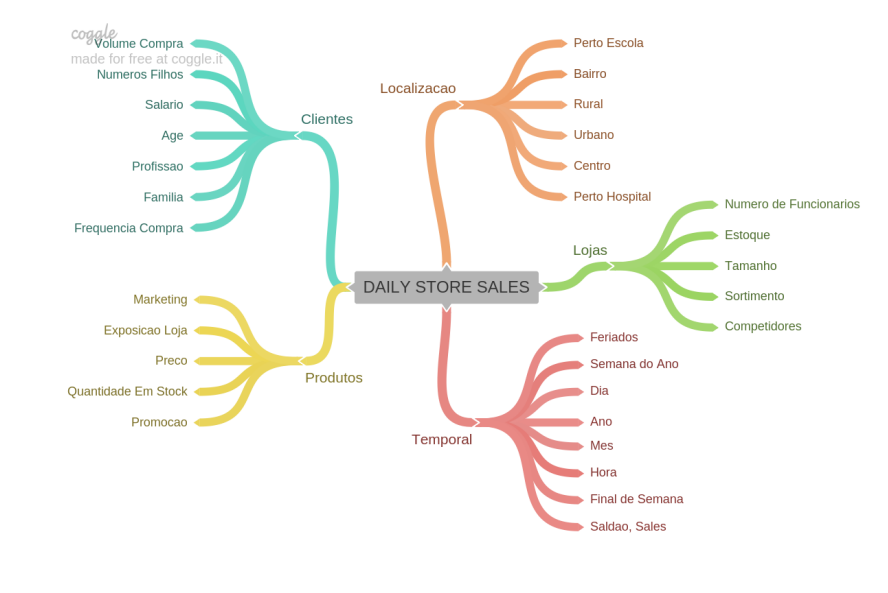 coggle
made for free at coggle.it
Volume Compra
Numeros Filhos
Salario
Age
Profissao
Familia
Frequencia Compra
Clientes
Localizacao
Perto Escola
Bairro
Rural
Urbano
Centro
Perto Hospital
Lojas
Numero de Funcionarios
Estoque
Tamanho
Sortimento
Competidores
DAILY STORE SALES
Marketing
Exposicao Loja
Preco
Quantidade Em Stock
Promocao
Produtos
Temporal
Feriados
Semana do Ano
Dia
Ano
Mes
Hora
Final de Semana
Saldao, Sales